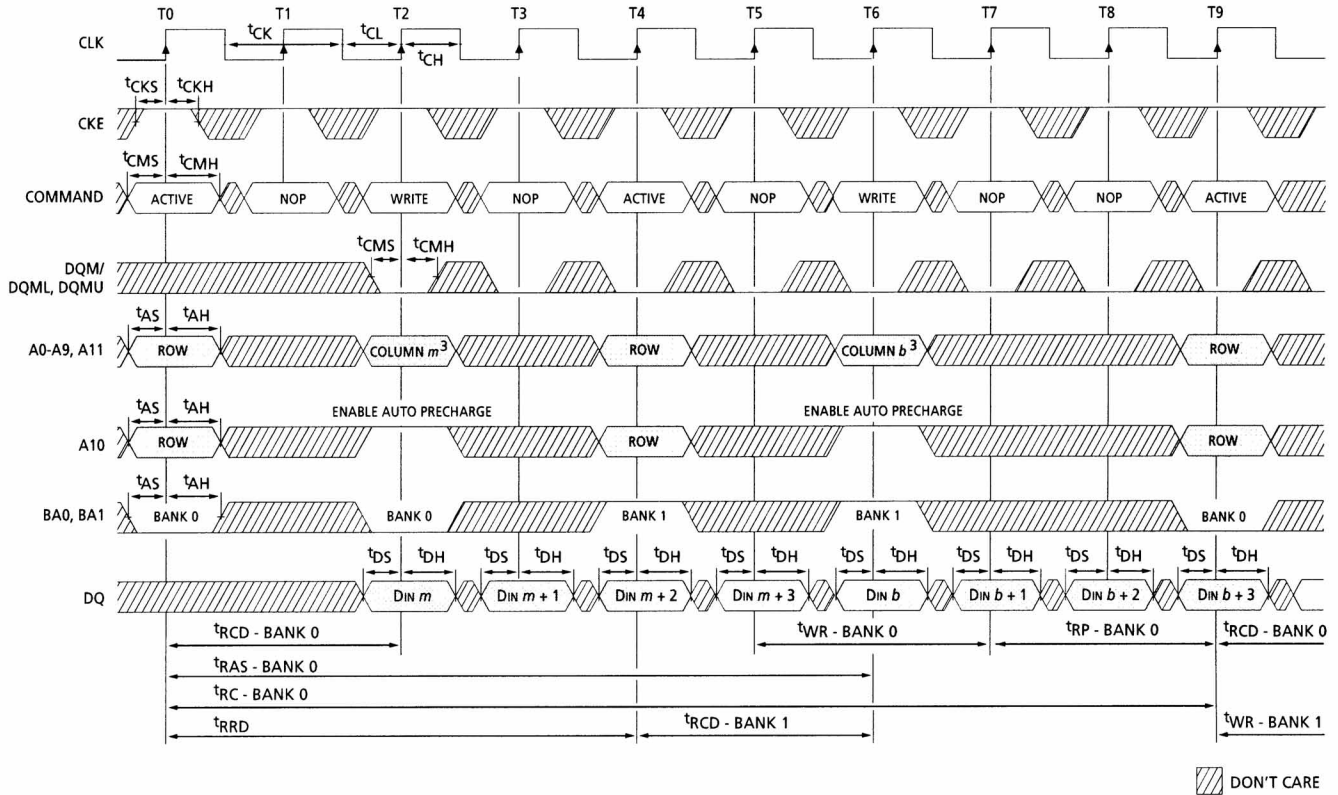 T0 T1 T2 T3 T4 T5 T6 T7 T8 T9
CLK tCK tCL tCH
tCKS tCKH
CKE
tCMS tCMH
COMMAND ACTIVE NOP WRITE NOP ACTIVE NOP WRITE NOP NOP ACTIVE
tCMS tCMH
DQM/
DQML, DQMU
tAS tAH
A0-A9, A11 ROW COLUMN m3 ROW COLUMN b3 ROW
tAS tAH ENABLE AUTO PRECHARGE ENABLE AUTO PRECHARGE
A10 ROW ROW ROW
tAS tAH
BA0, BA1 BANK 0 BANK 0 BANK 1 BANK 1 BANK 0
tDS tDH tDS tDH tDS tDH tDS tDH tDS tDH tDS tDH tDS tDH tDS tDH
DQ DIN m DIN m + 1 DIN m + 2 DIN m + 3 DIN b DIN b + 1 DIN b + 2 DIN b + 3
tRCD - BANK 0 tWR - BANK 0 tRP - BANK 0 tRCD - BANK 0
tRAS - BANK 0
tRC - BANK 0
tRRD tRCD - BANK 1 tWR - BANK 1
DON'T CARE